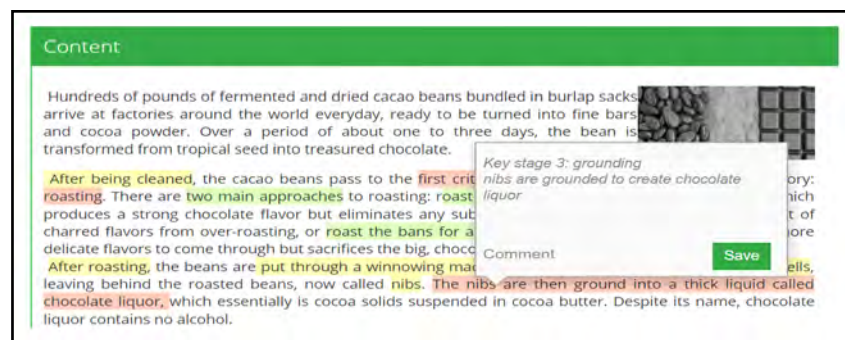 Content
Hundreds of pounds of fermented and dried cacao beans bundled in burlap sacks
arrive at factories around the world everyday, ready to be turned into fine bars
and cocoa powder. Over a period of about one to three days, the bean is
transformed from tropical seed into treasured chocolate.
After being cleaned, the cacao beans pass to the first crit ory:
roasting. There are two main approaches to roasting: roast hich
produces a strong chocolate flavor but eliminates any sub t of
charred flavors from over-roasting, or roast the bans for a nore
delicate flavors to come through but sacrifices the big, choco
After roasting, the beans are put through a winnowing mac ells,
leaving behind the roasted beans, now called nibs. The nibs are then ground into a thick liquid called
chocolate liquor, which essentially is cocoa solids suspended in cocoa butter. Despite its name, chocolate
liquor contains no alcohol.
Key stage 3: grounding
nibs are grounded to create chocolate
liquor
Comment
Save